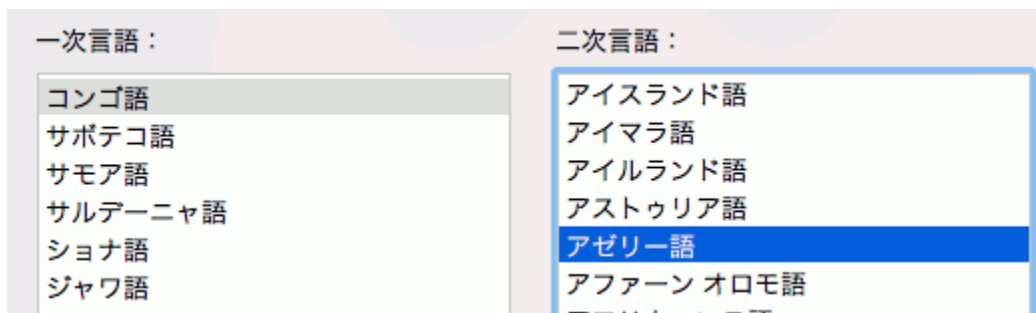 一次言語：
コンゴ語
サポテコ語
サモア語
サルデーニャ語
ショナ語
ジャワ語
二次言語：
アイスランド語
アイマラ語
アイルランド語
アストゥリア語
アゼリー語
アファーン オロモ語